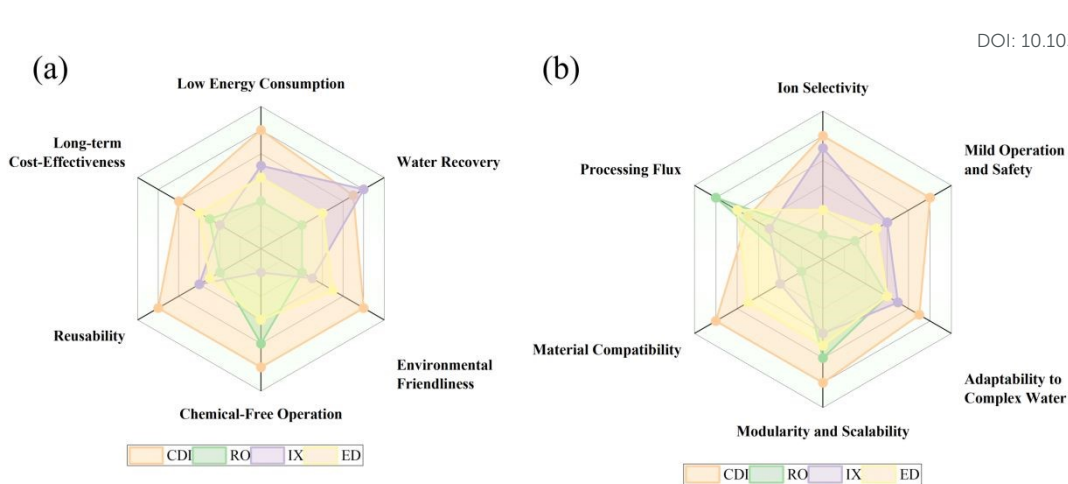 DOI: 10.10
(a)
Low Energy Consumption
Long-term
Cost-Effectiveness
Water Recovery
Reusability
Environmental
Friendliness
Chemical-Free Operation
CDI RO IX ED
(b)
Ion Selectivity
Processing Flux
Mild Operation
and Safety
Material Compatibility
Adaptability to
Complex Water
Modularity and Scalability
CDI RO IX ED